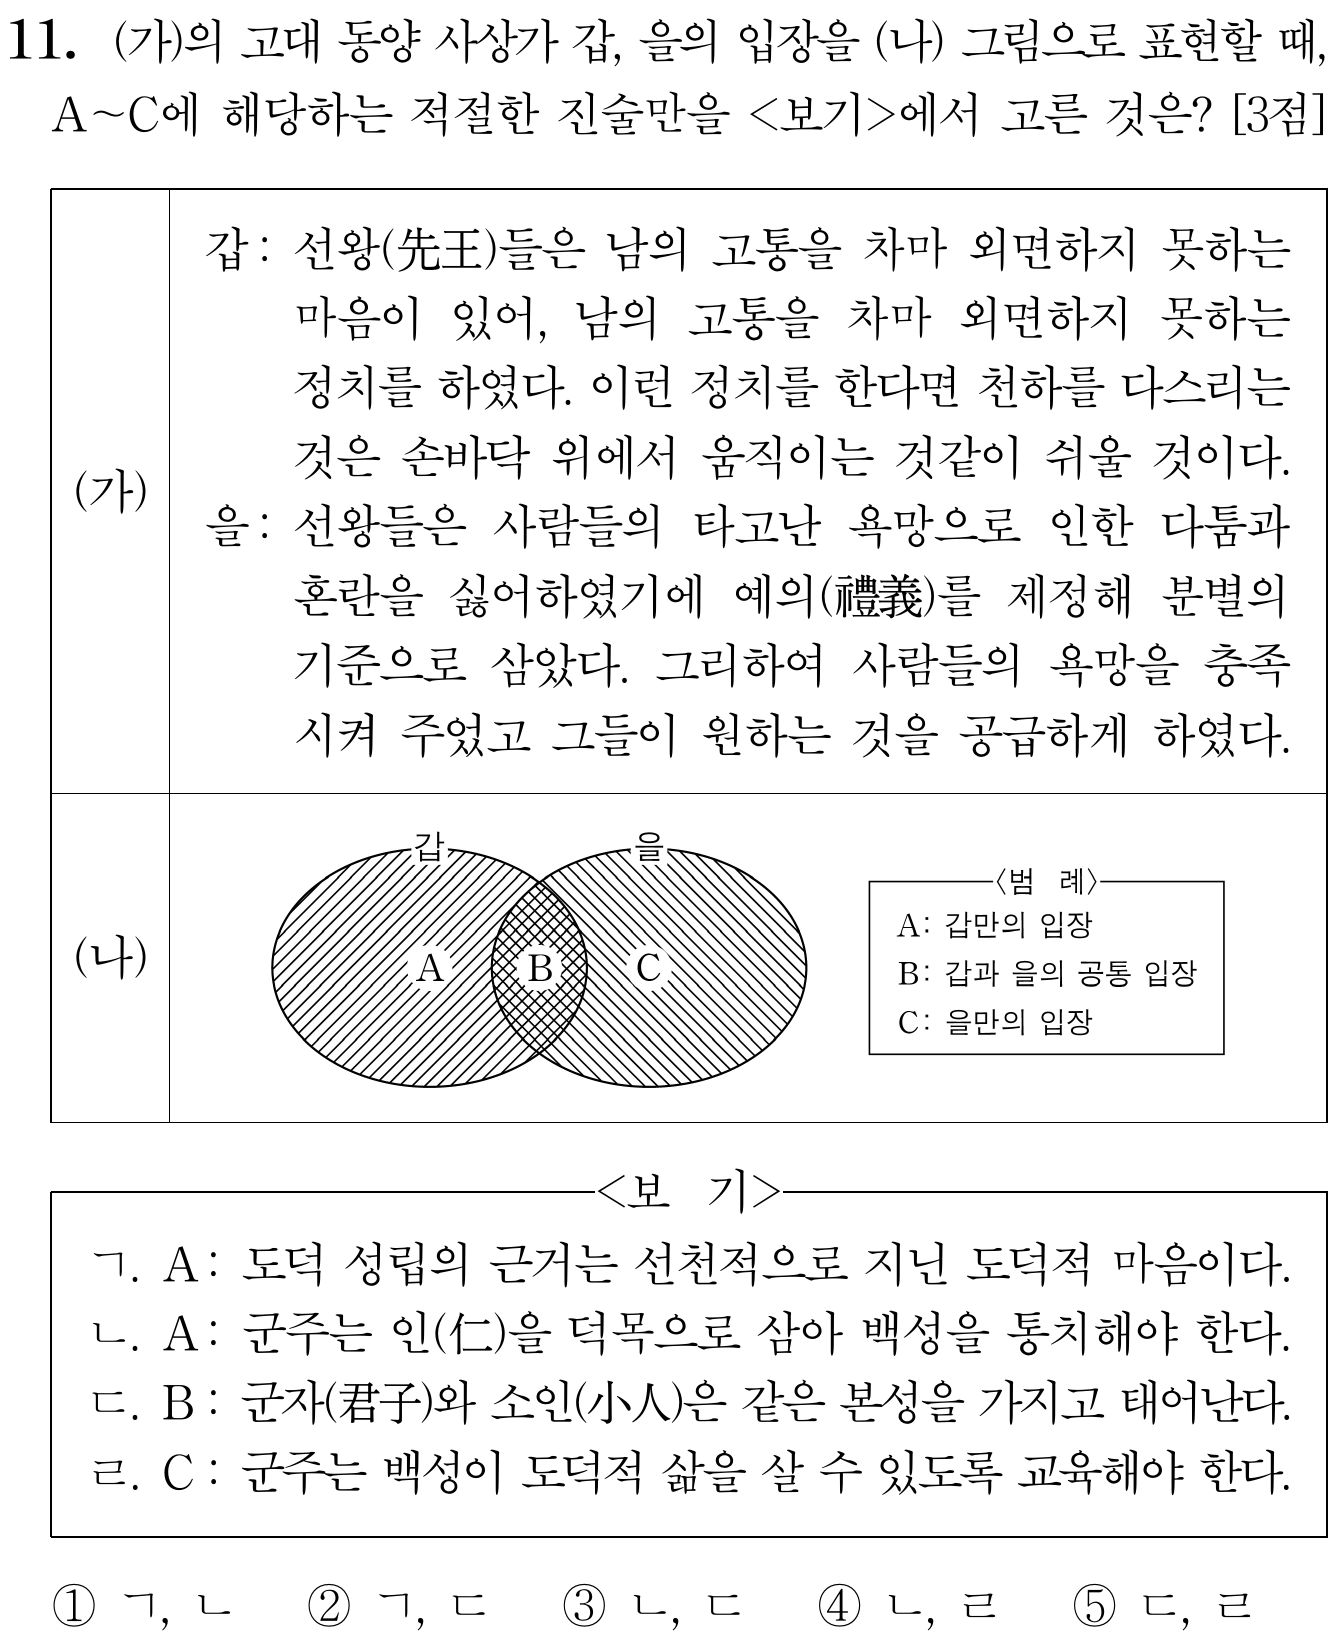 11. (가)의 고대 동양 사상가 갑, 을의 입장을 (나) 그림으로 표현할 때,
A～C에 해당하는 적절한 진술만을 <보기>에서 고른 것은? [3점]
(가)
갑: 선왕(先王)들은 남의 고통을 차마 외면하지 못하는
마음이 있어, 남의 고통을 차마 외면하지 못하는
정치를 하였다. 이런 정치를 한다면 천하를 다스리는
것은 손바닥 위에서 움직이는 것같이 쉬울 것이다.
을: 선왕들은 사람들의 타고난 욕망으로 인한 다툼과
혼란을 싫어하였기에 예의(禮義)를 제정해 분별의
기준으로 삼았다. 그리하여 사람들의 욕망을 충족
시켜 주었고 그들이 원하는 것을 공급하게 하였다.
(나)
갑 을
A B C
<범 례>
A: 갑만의 입장
B: 갑과 을의 공통 입장
C: 을만의 입장
<보 기>
ㄱ. A: 도덕 성립의 근거는 선천적으로 지닌 도덕적 마음이다.
ㄴ. A: 군주는 인(仁)을 덕목으로 삼아 백성을 통치해야 한다.
ㄷ. B: 군자(君子)와 소인(小人)은 같은 본성을 가지고 태어난다.
ㄹ. C: 군주는 백성이 도덕적 삶을 살 수 있도록 교육해야 한다.
① ㄱ, ㄴ ② ㄱ, ㄷ ③ ㄴ, ㄷ ④ ㄴ, ㄹ ⑤ ㄷ, ㄹ